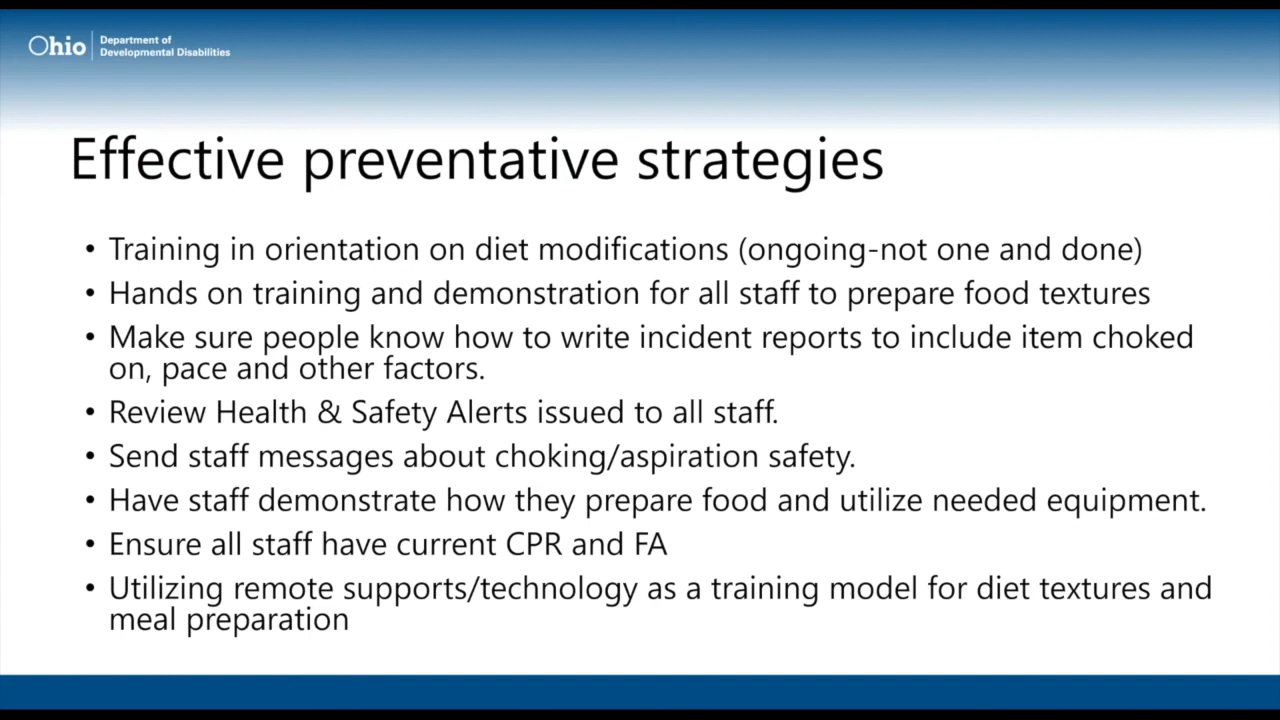 Ohio
Department of
Developmental Disabilities
Effective preventative strategies
• Training in orientation on diet modifications (ongoing-not one and done)
• Hands on training and demonstration for all staff to prepare food textures
• Make sure people know how to write incident reports to include item choked
on, pace and other factors.
• Review Health & Safety Alerts issued to all staff.
• Send staff messages about choking/aspiration safety.
• Have staff demonstrate how they prepare food and utilize needed equipment.
• Ensure all staff have current CPR and FA
• Utilizing remote supports/technology as a training model for diet textures and
meal preparation